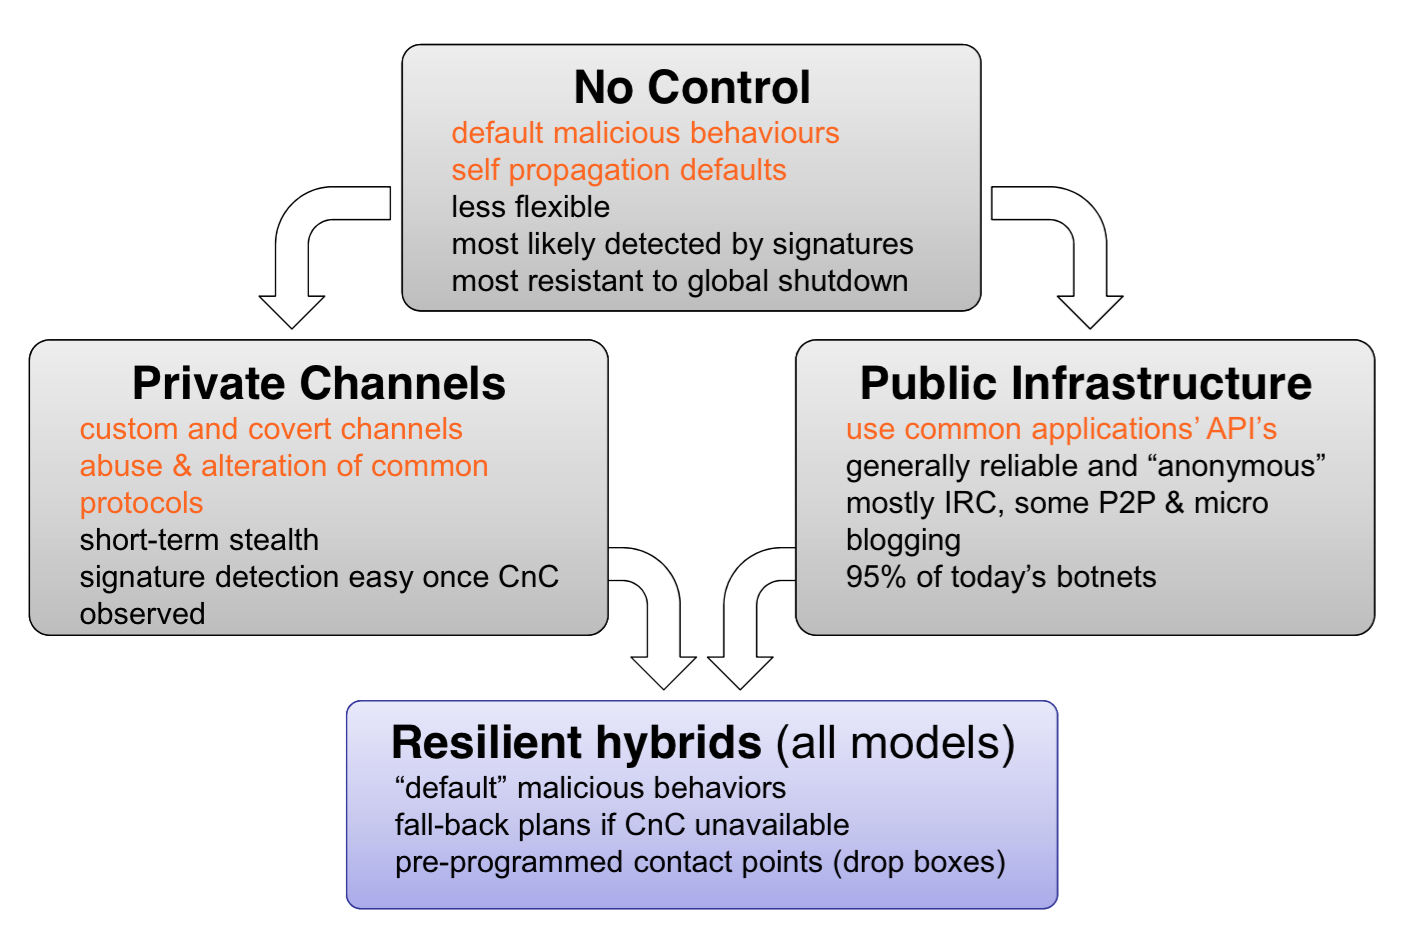 No Control
default malicious behaviours
self propagation defaults
less flexible
most likely detected by signatures
most resistant to global shutdown
Private Channels
custom and covert channels
abuse & alteration of common
protocols
short-term stealth
signature detection easy once CnC
observed
Public Infrastructure
use common applications’ API’s
generally reliable and “anonymous”
mostly IRC, some P2P & micro
blogging
95% of today’s botnets
Resilient hybrids (all models)
“default” malicious behaviors
fall-back plans if CnC unavailable
pre-programmed contact points (drop boxes)